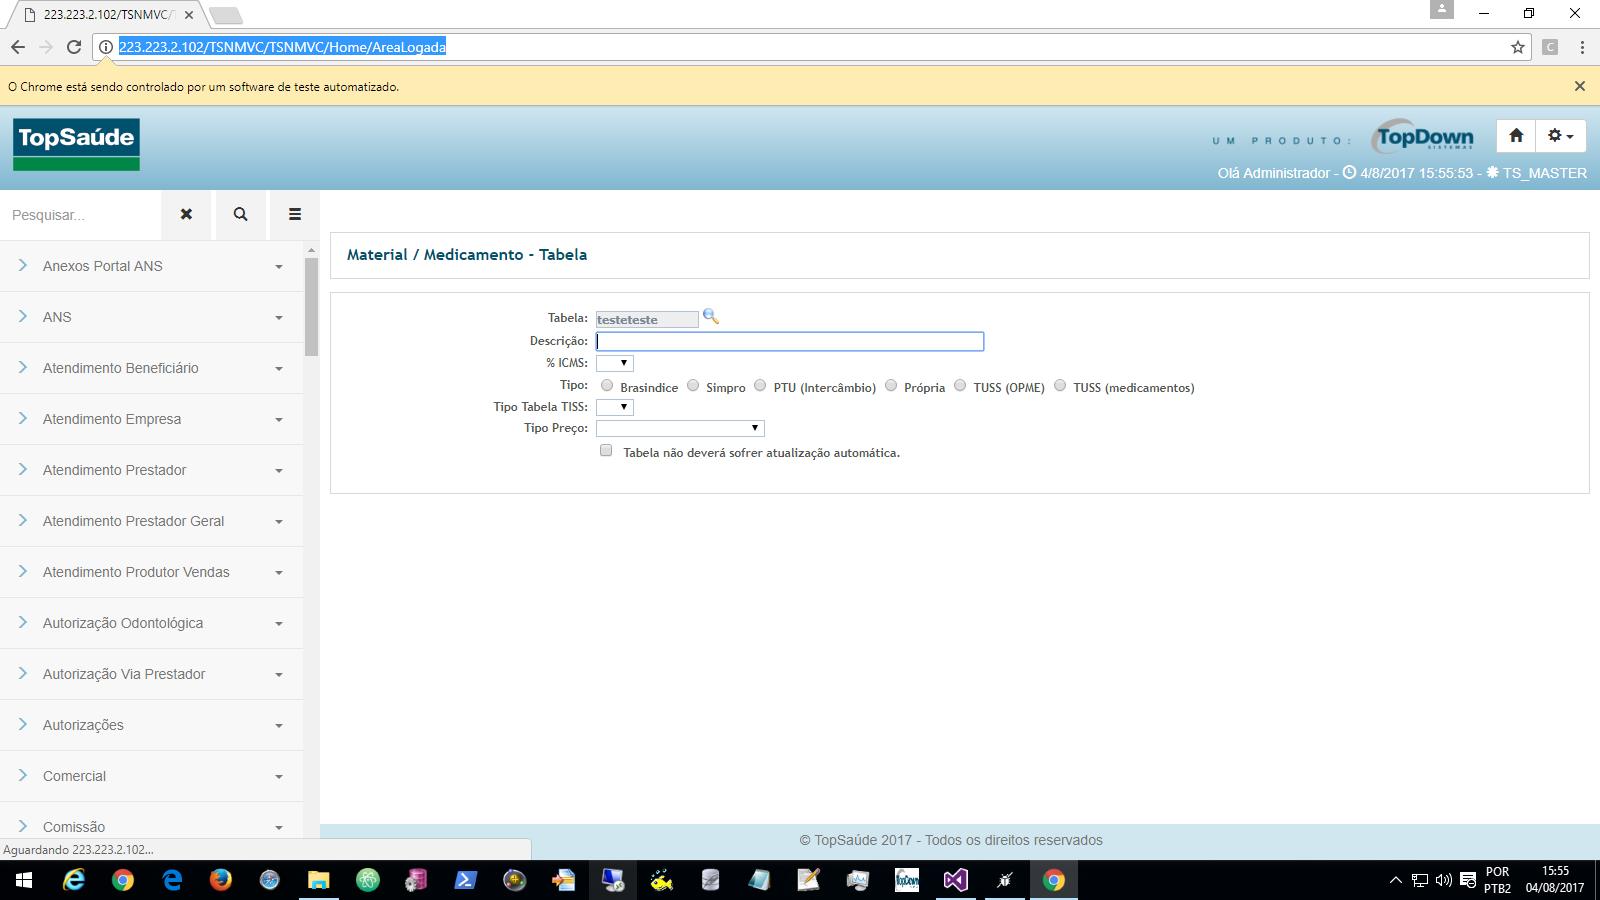 223.223.2.102/TSNMVC/T
223.223.2.102/TSNMVC/TSNMVC/Home/AreaLogada
C
O Chrome está sendo controlado por um software de teste automatizado.
TopSaúde
UM PRODUTO:
TopDown
SISTEMAS
Olá Administrador - 4/8/2017 15:55:53 - TS_MASTER
Pesquisar...
Anexos Portal ANS
ANS
Atendimento Beneficiário
Atendimento Empresa
Atendimento Prestador
Atendimento Prestador Geral
Atendimento Produtor Vendas
Autorização Odontológica
Autorização Via Prestador
Autorizações
Comercial
Comissão
Material / Medicamento - Tabela
Tabela: testeteste
Descrição:
% ICMS:
Tipo: Brasindice Simpro PTU (Intercâmbio) Própria TUSS (OPME) TUSS (medicamentos)
Tipo Tabela TISS:
Tipo Preço:
Tabela não deverá sofrer atualização automática.
© TopSaúde 2017 - Todos os direitos reservados
Aguardando 223.223.2.102...
TopDown
POR
PTB2
15:55
04/08/2017